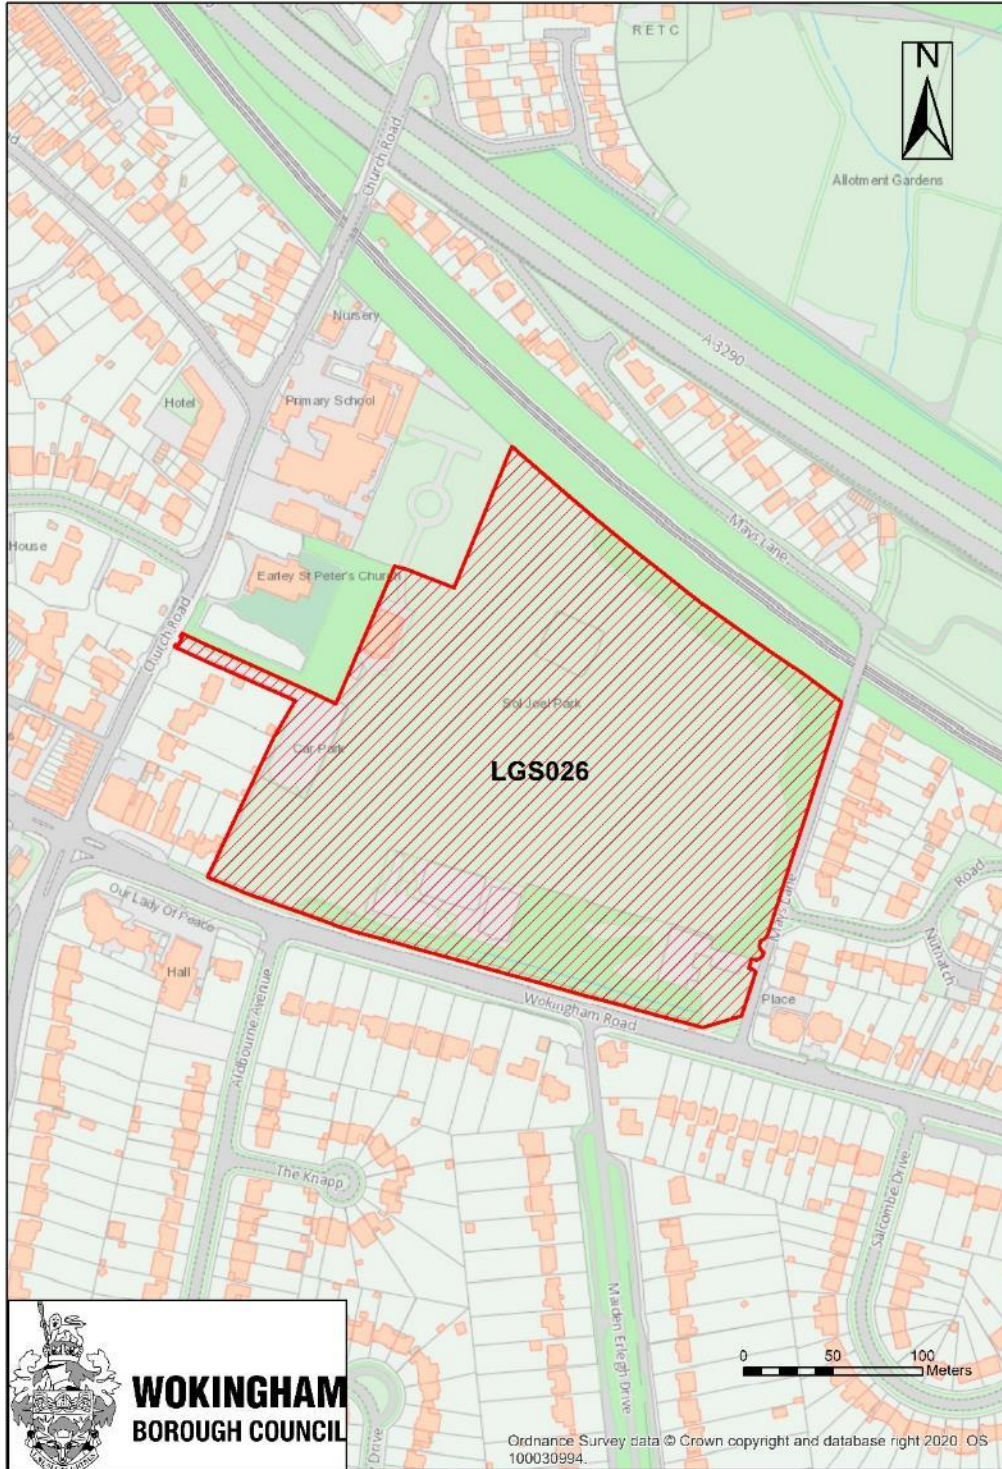 RETC
N
Church Road
Allotment Gardens
Nursery
A 3290
Hotel
Primary School
Mays Lane
House
Earley St Peter's Church
Church Road
Sol Joel Park
Car Park
LGS026
Mays Lane
Road
Nuthatch
Our Lady Of Peace
Hall
Place
Wokingham Road
Aldbourne Avenue
The Knapp
Salcombe Drive
Maiden Erlegh Drive
0 50 100
Meters
WOKINGHAM
BOROUGH COUNCIL
Drive
Ordnance Survey data © Crown copyright and database right 2020. OS
100030994.